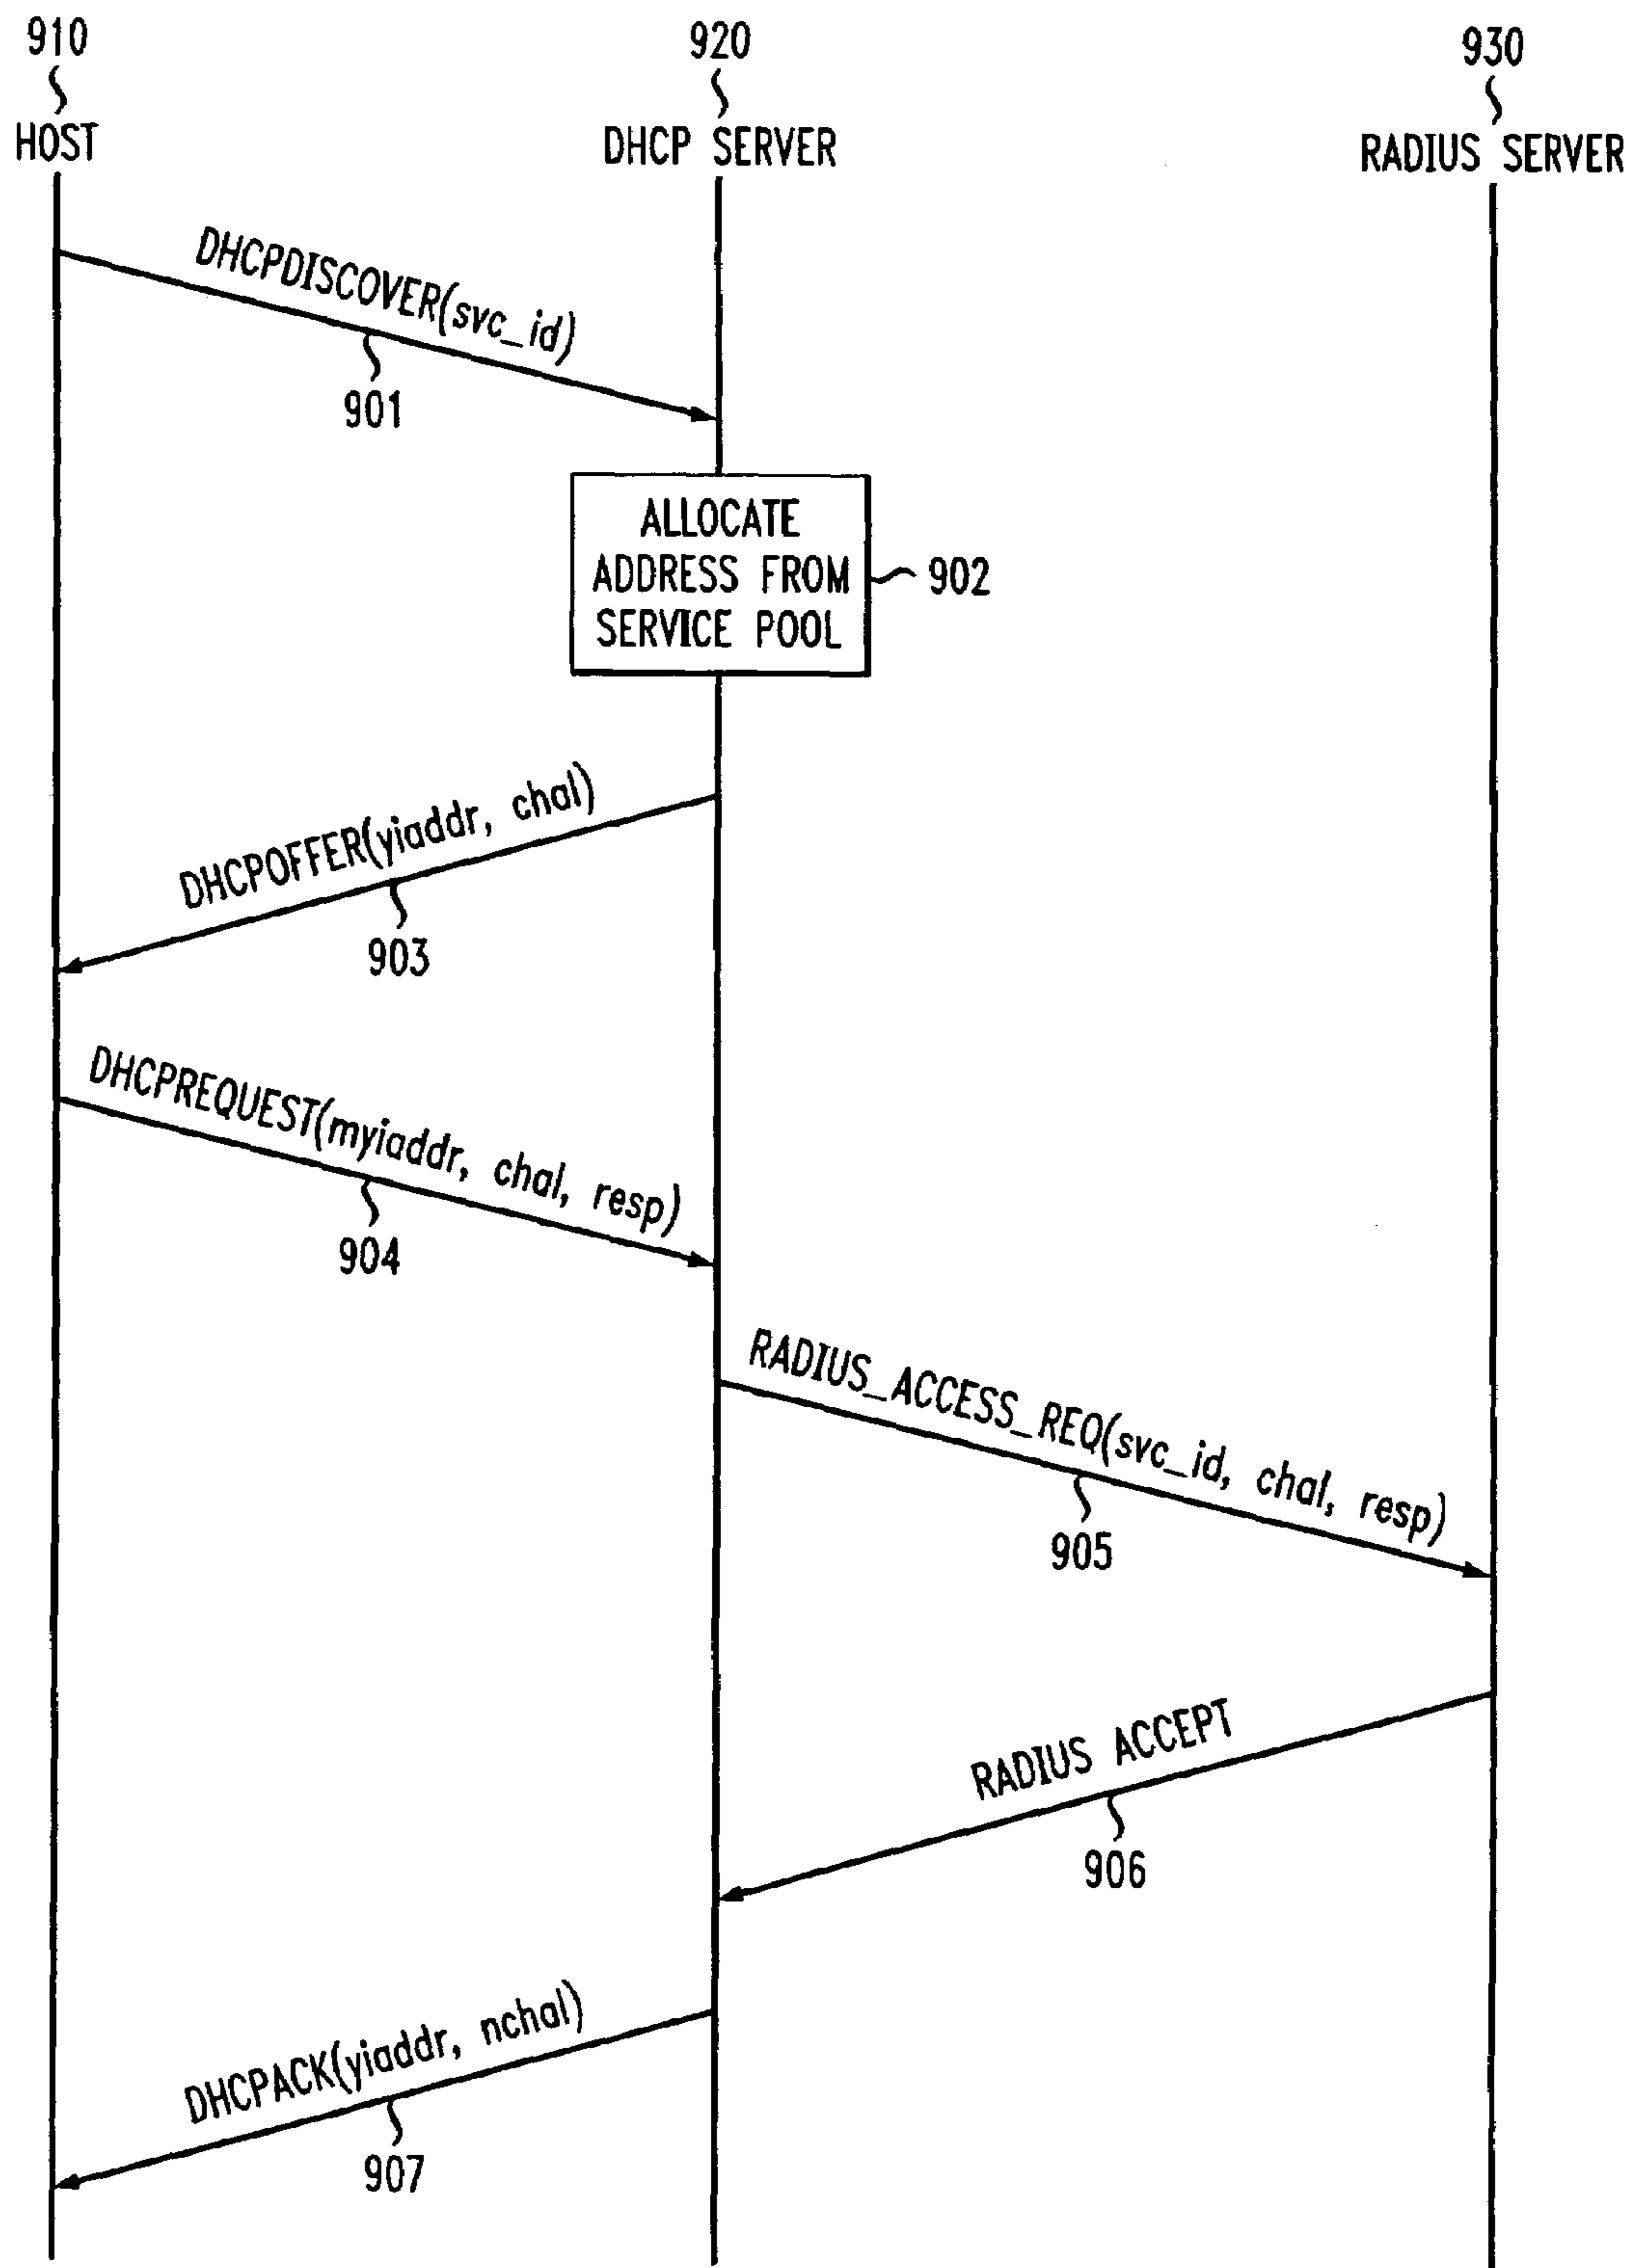 910
920
930
HOST
DHCP SERVER
RADIUS SERVER
DHCPDISCOVER(svc_id)
901
ALLOCATE
ADDRESS FROM
SERVICE POOL
902
DHCPOFFER(yiaddr, chal)
903
DHCPREQUEST(myiaddr, chal, resp)
904
RADIUS_ACCESS_REQ(svc_id, chal, resp)
905
RADIUS ACCEPT
906
DHCPACK(yiaddr, nchal)
907